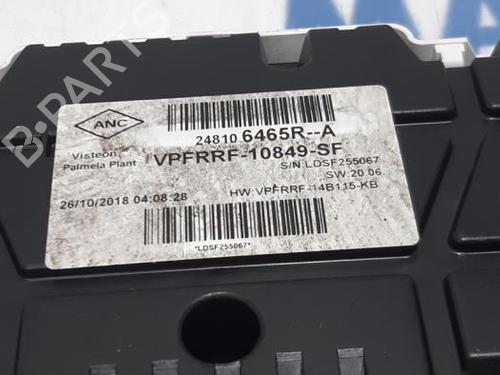 ANC
24810 6465R--A
Visteon
Palmela Plant
VPFRRF-10849-SF
S/N:LDSF255067
SW:20.06
26/10/2018 04:08:28
HW:VPFRRF-14B115-KB
*LDSF255067*
B-PARTS